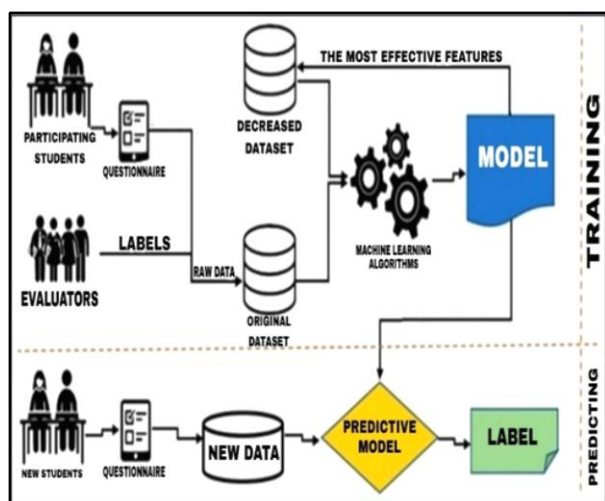 THE MOST EFFECTIVE FEATURES
PARTICIPATING
STUDENTS
QUESTIONNAIRE
DECREASED
DATASET
MODEL
TRAINING
MACHINE LEARNING
ALGORITHMS
LABELS
RAW DATA
EVALUATORS
ORIGINAL
DATASET
NEW STUDENTS
QUESTIONNAIRE
NEW DATA
PREDICTIVE
MODEL
LABEL
PREDICTING